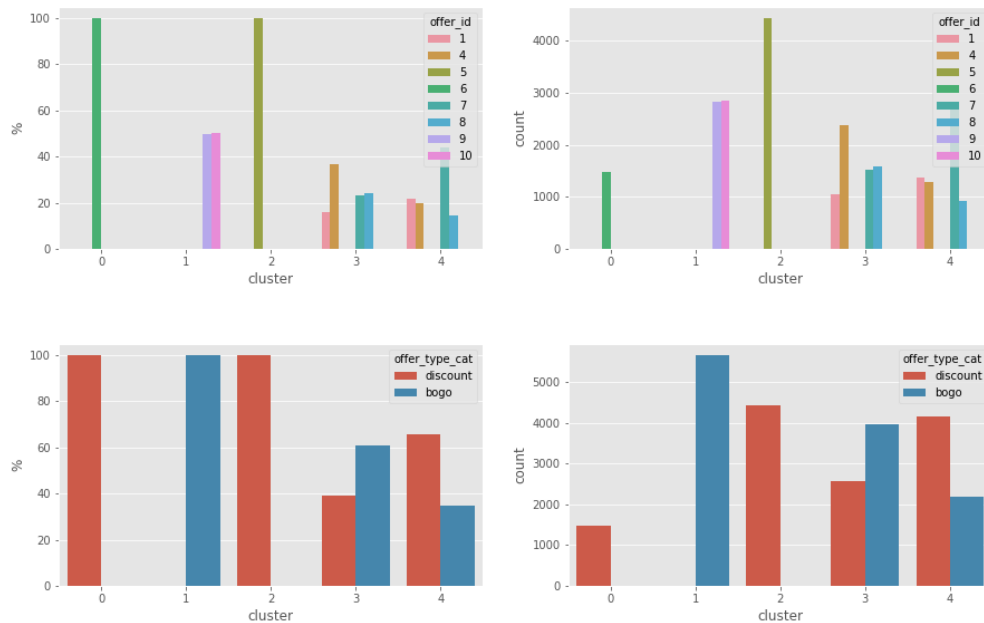 100
80
60
40
20
0
%
offer_id
1
4
5
6
7
8
9
10
0 1 2 3 4
cluster
4000
3000
2000
1000
0
count
offer_id
1
4
5
6
7
8
9
10
0 1 2 3 4
cluster
100
80
60
40
20
0
%
offer_type_cat
discount
bogo
0 1 2 3 4
cluster
5000
4000
3000
2000
1000
0
count
offer_type_cat
discount
bogo
0 1 2 3 4
cluster